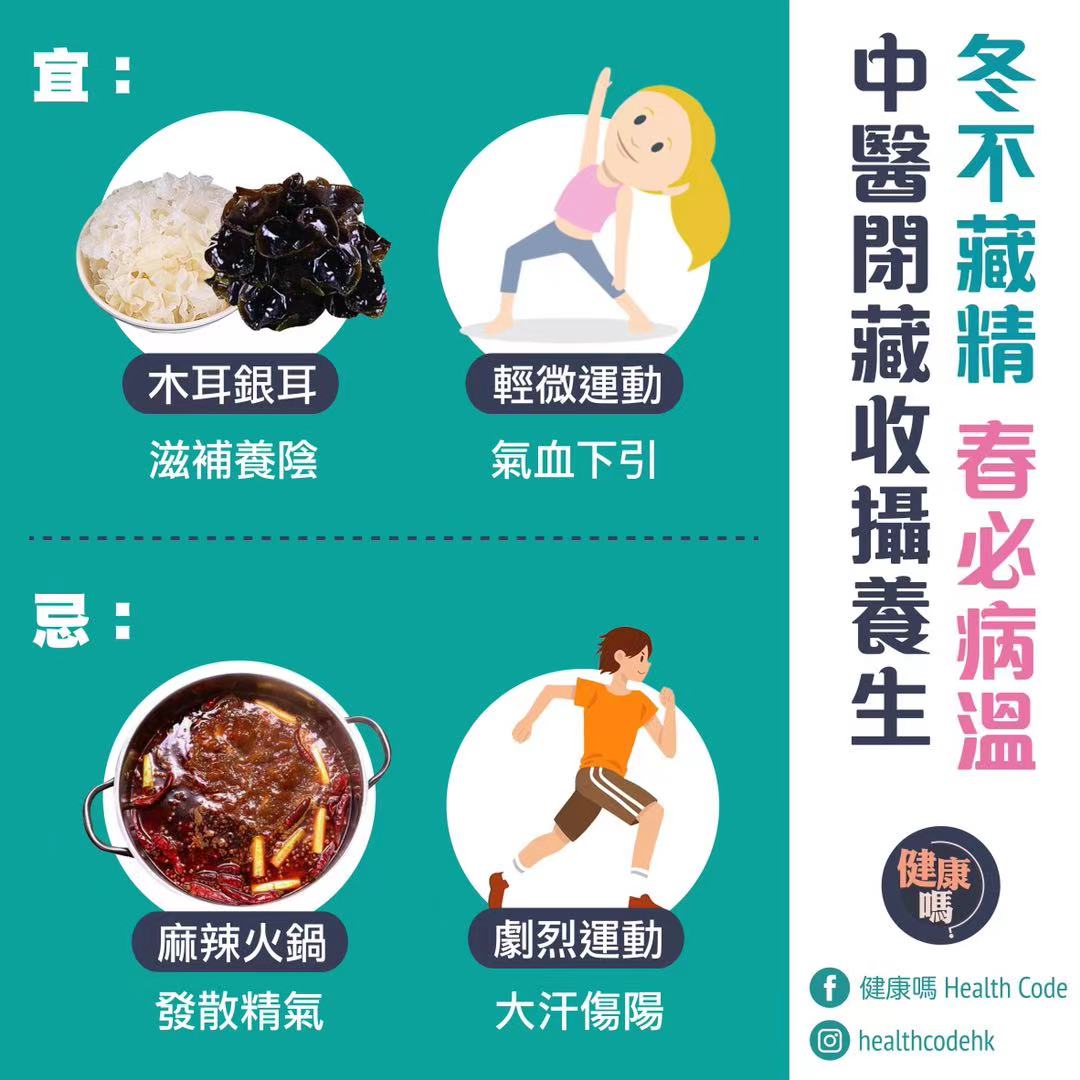 冬不藏精 春必病溫
中醫閉藏收攝養生
宜：
木耳銀耳
滋補養陰
輕微運動
氣血下引
忌：
麻辣火鍋
發散精氣
劇烈運動
大汗傷陽
健康
嗎?
健康嗎 Health Code
healthcodehk